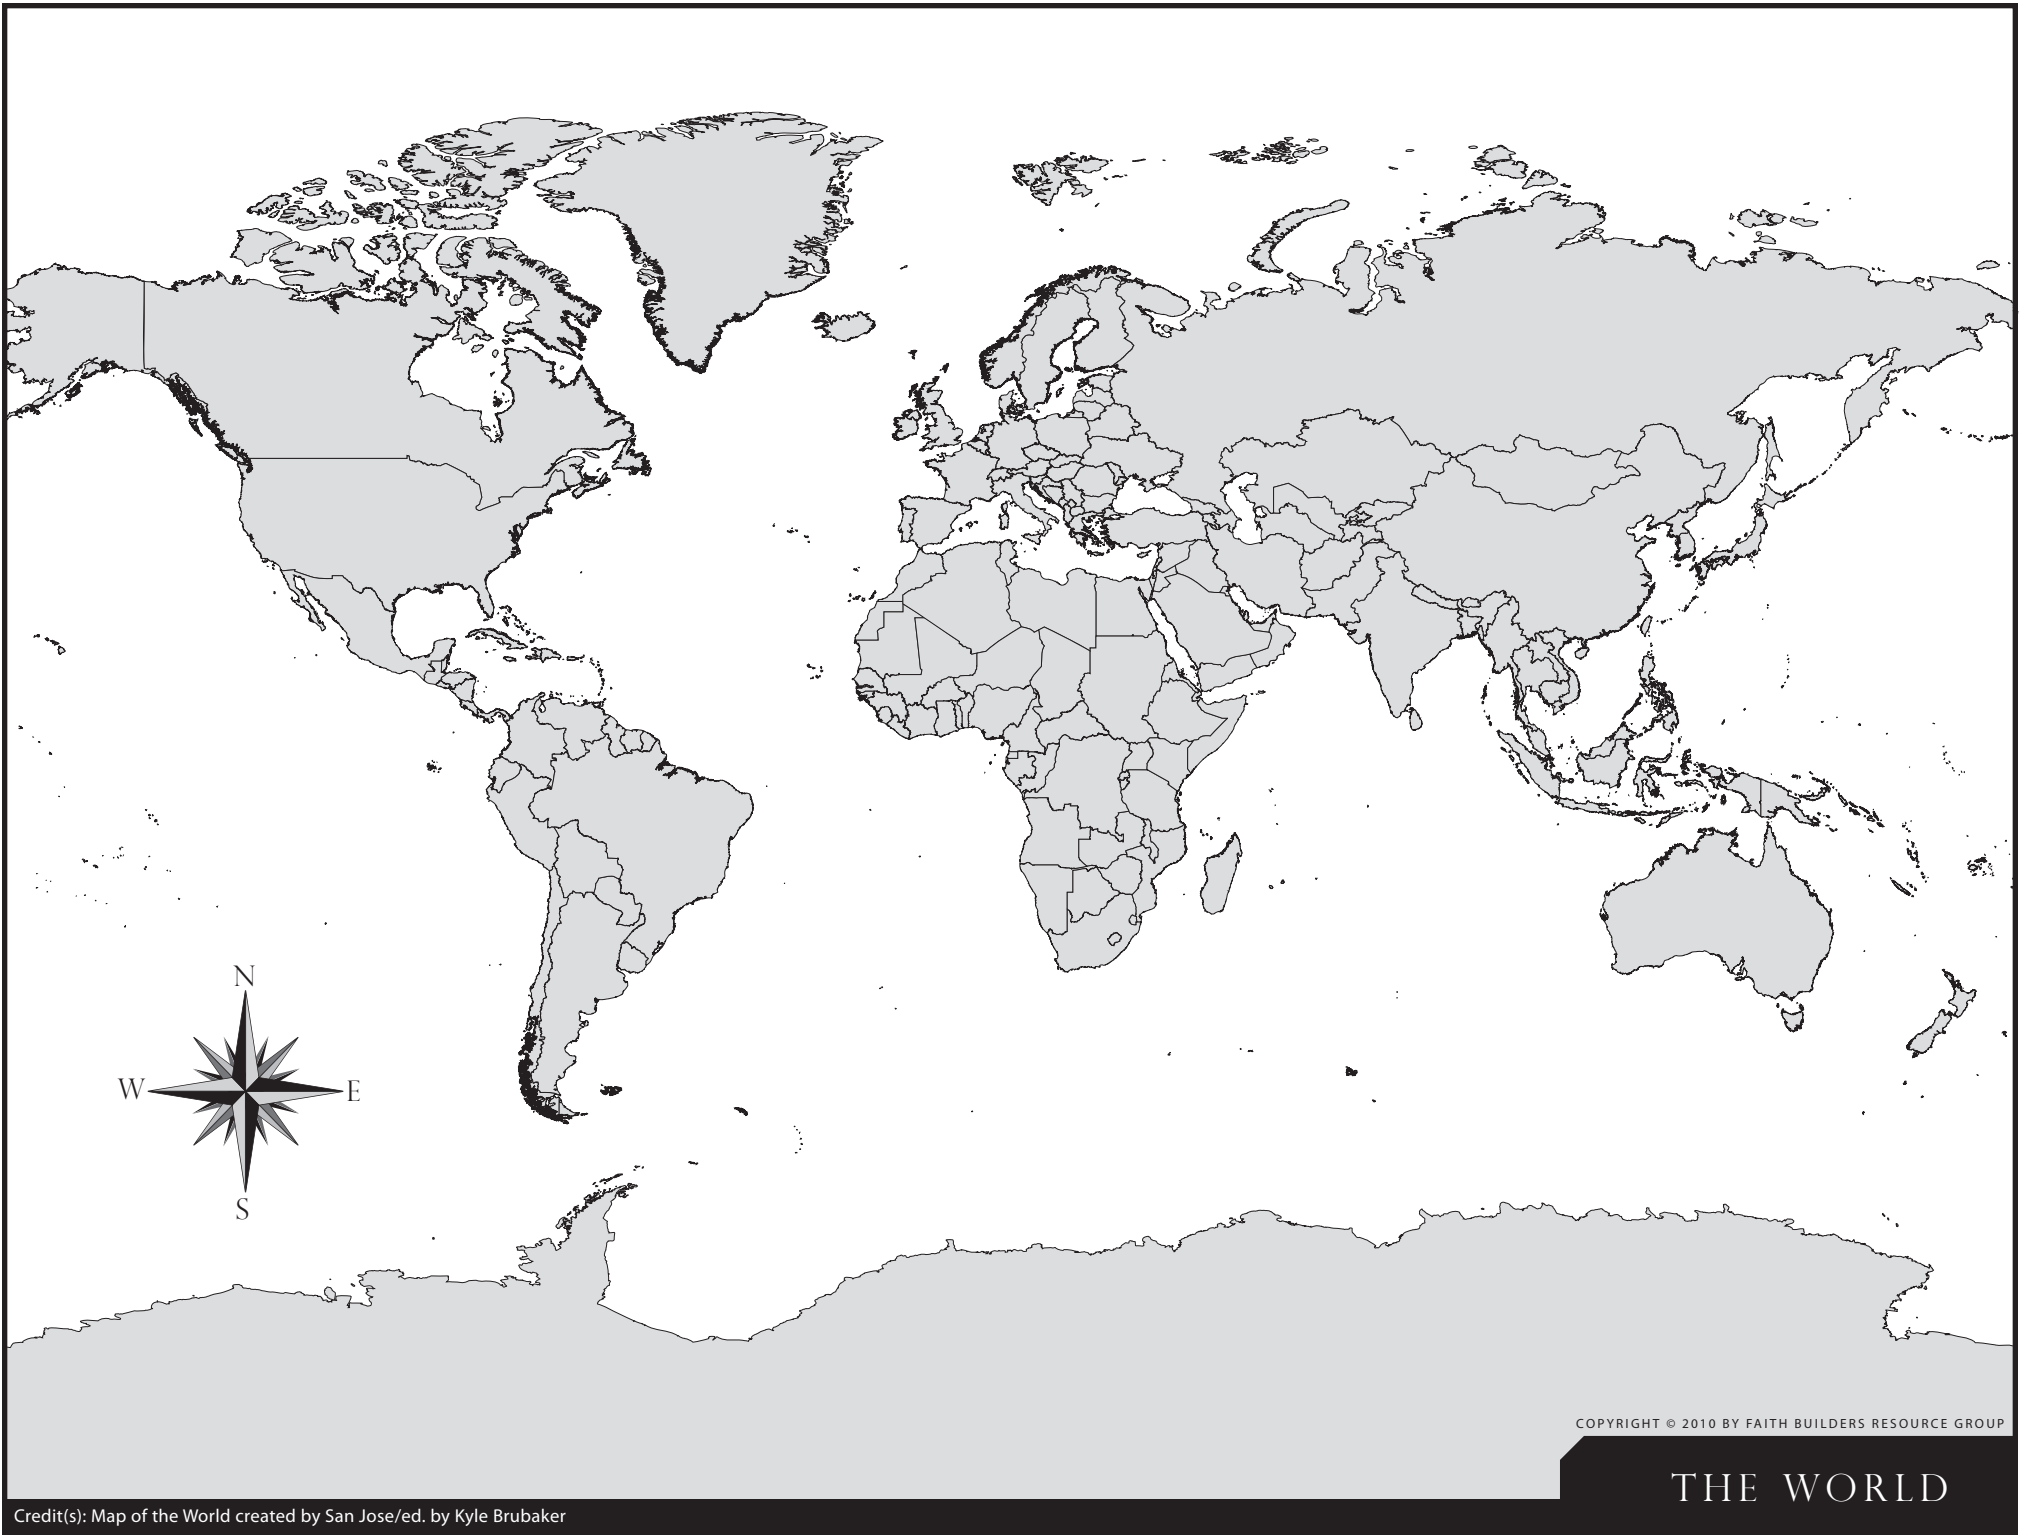 N
W
E
S
COPYRIGHT © 2010 BY FAITH BUILDERS RESOURCE GROUP
THE WORLD
Credit(s): Map of the World created by San Jose/ed. by Kyle Brubaker